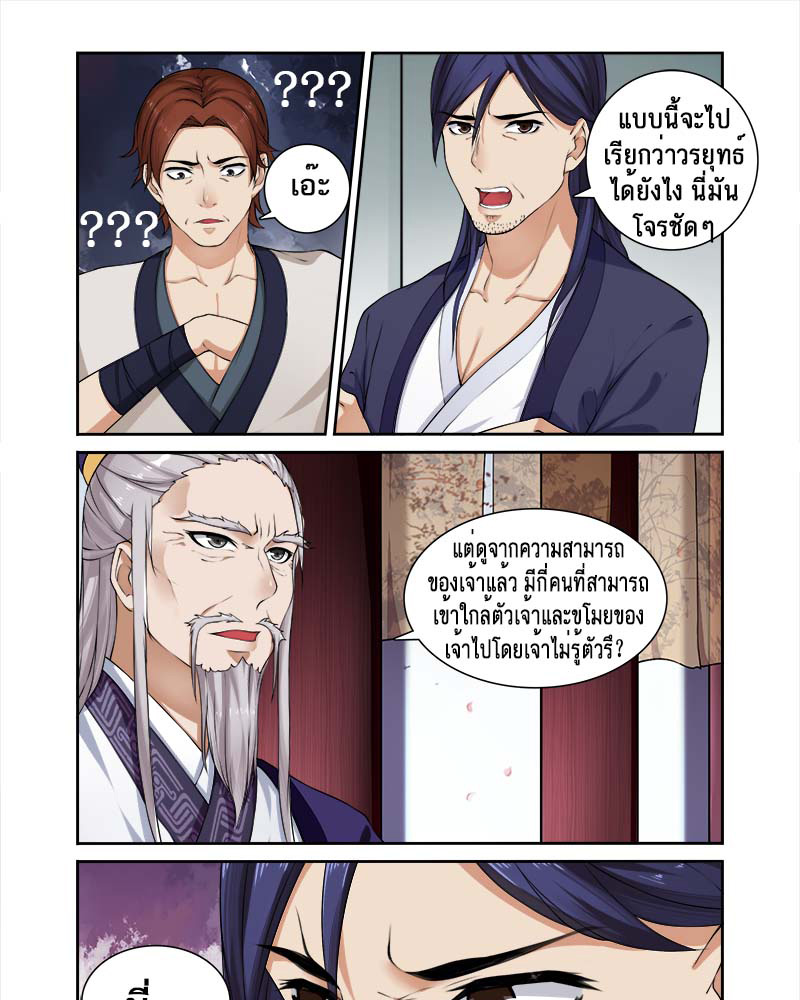 ???
เอ๊ะ
???
แบบนี้จะไป
เรียกว่าวรยุทธ์
ได้ยังไง นี่มัน
โจรชัดๆ
แต่ดูจากความสามารถ
ของเจ้าแล้ว มีกี่คนที่สามารถ
เข้าใกล้ตัวเจ้าและขโมยของ
เจ้าไปโดยเจ้าไม่รู้ตัวรึ?